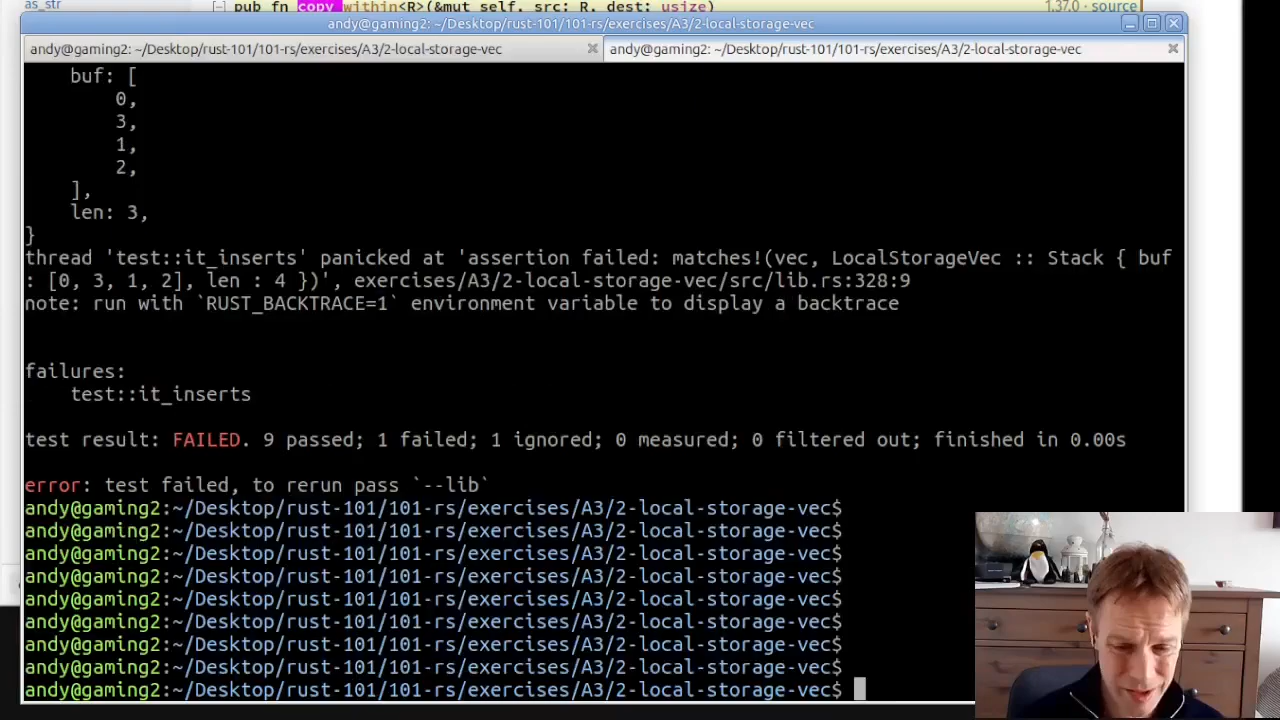 as_str
[-] pub fn copy_within<R>(&mut self, src: R, dest: usize)
1.37.0 · source
andy@gaming2: ~/Desktop/rust-101/101-rs/exercises/A3/2-local-storage-vec
andy@gaming2: ~/Desktop/rust-101/101-rs/exercises/A3/2-local-storage-vec
andy@gaming2: ~/Desktop/rust-101/101-rs/exercises/A3/2-local-storage-vec
buf: [
0,
3,
1,
2,
],
len: 3,
}
thread 'test::it_inserts' panicked at 'assertion failed: matches!(vec, LocalStorageVec :: Stack { buf
: [0, 3, 1, 2], len : 4 })', exercises/A3/2-local-storage-vec/src/lib.rs:328:9
note: run with `RUST_BACKTRACE=1` environment variable to display a backtrace
failures:
test::it_inserts
test result: FAILED. 9 passed; 1 failed; 1 ignored; 0 measured; 0 filtered out; finished in 0.00s
error: test failed, to rerun pass `--lib`
andy@gaming2:~/Desktop/rust-101/101-rs/exercises/A3/2-local-storage-vec$
andy@gaming2:~/Desktop/rust-101/101-rs/exercises/A3/2-local-storage-vec$
andy@gaming2:~/Desktop/rust-101/101-rs/exercises/A3/2-local-storage-vec$
andy@gaming2:~/Desktop/rust-101/101-rs/exercises/A3/2-local-storage-vec$
andy@gaming2:~/Desktop/rust-101/101-rs/exercises/A3/2-local-storage-vec$
andy@gaming2:~/Desktop/rust-101/101-rs/exercises/A3/2-local-storage-vec$
andy@gaming2:~/Desktop/rust-101/101-rs/exercises/A3/2-local-storage-vec$
andy@gaming2:~/Desktop/rust-101/101-rs/exercises/A3/2-local-storage-vec$
andy@gaming2:~/Desktop/rust-101/101-rs/exercises/A3/2-local-storage-vec$